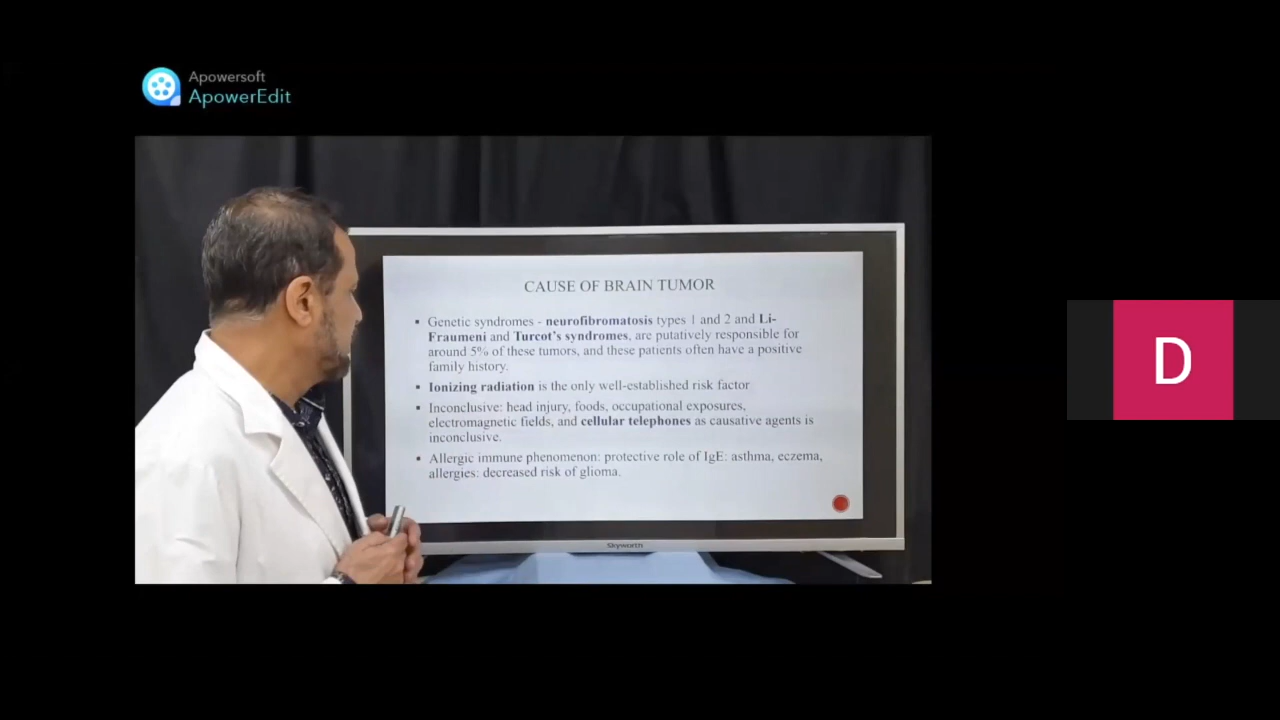 Apowersoft
ApowerEdit
CAUSE OF BRAIN TUMOR
▪ Genetic syndromes - neurofibromatosis types 1 and 2 and Li-
Fraumeni and Turcot's syndromes, are putatively responsible for
around 5% of these tumors, and these patients often have a positive
family history.
▪ Ionizing radiation is the only well-established risk factor
▪ Inconclusive: head injury, foods, occupational exposures,
electromagnetic fields, and cellular telephones as causative agents is
inconclusive.
▪ Allergic immune phenomenon: protective role of IgE: asthma, eczema,
allergies: decreased risk of glioma.
Skyworth
D